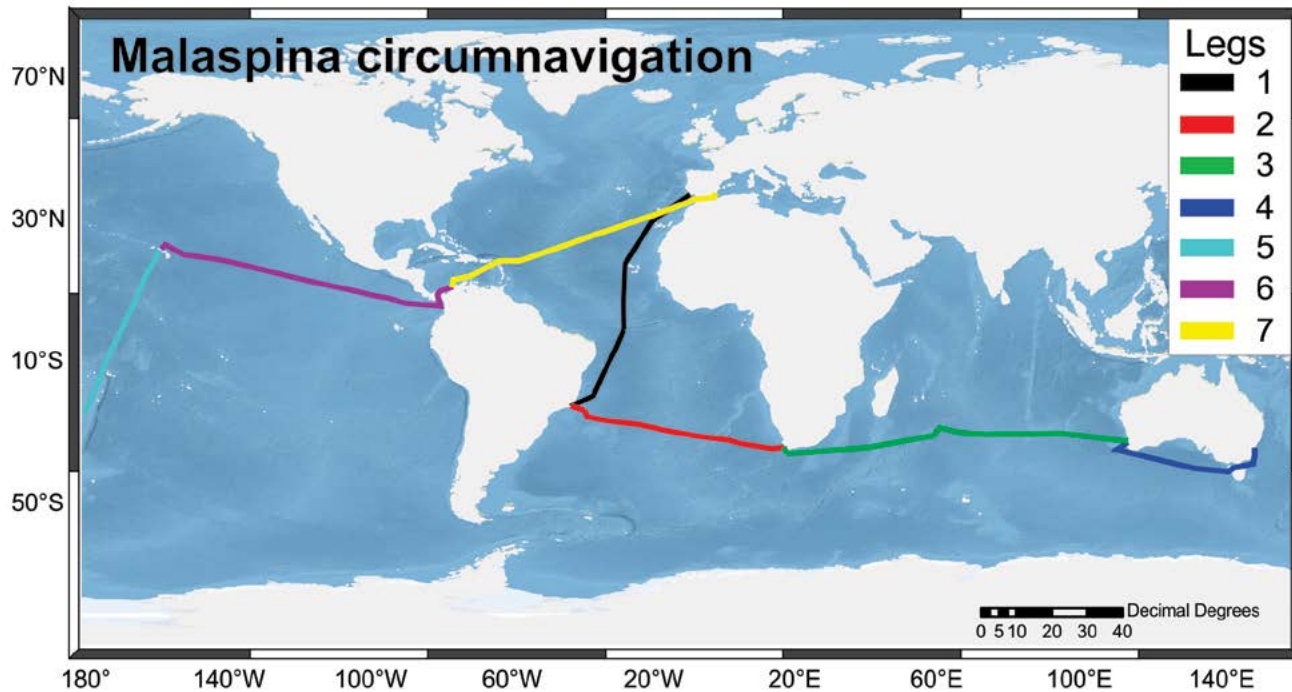 Malaspina circumnavigation
Legs
1
2
3
4
5
6
7
70°N
30°N
10°S
50°S
Decimal Degrees
0 5 10 20 30 40
180° 140°W 100°W 60°W 20°W 20°E 60°E 100°E 140°E